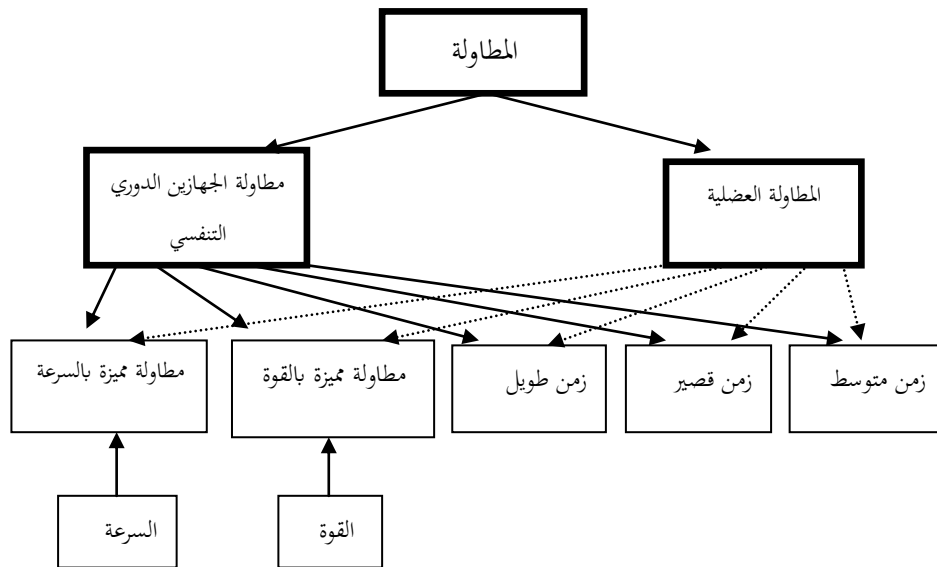 المطاولة
المطاولة العضلية
مطاولة الجهازين الدوري
التنفسي
زمن متوسط
زمن قصير
زمن طويل
مطاولة مميزة بالقوة
مطاولة مميزة بالسرعة
القوة
السرعة